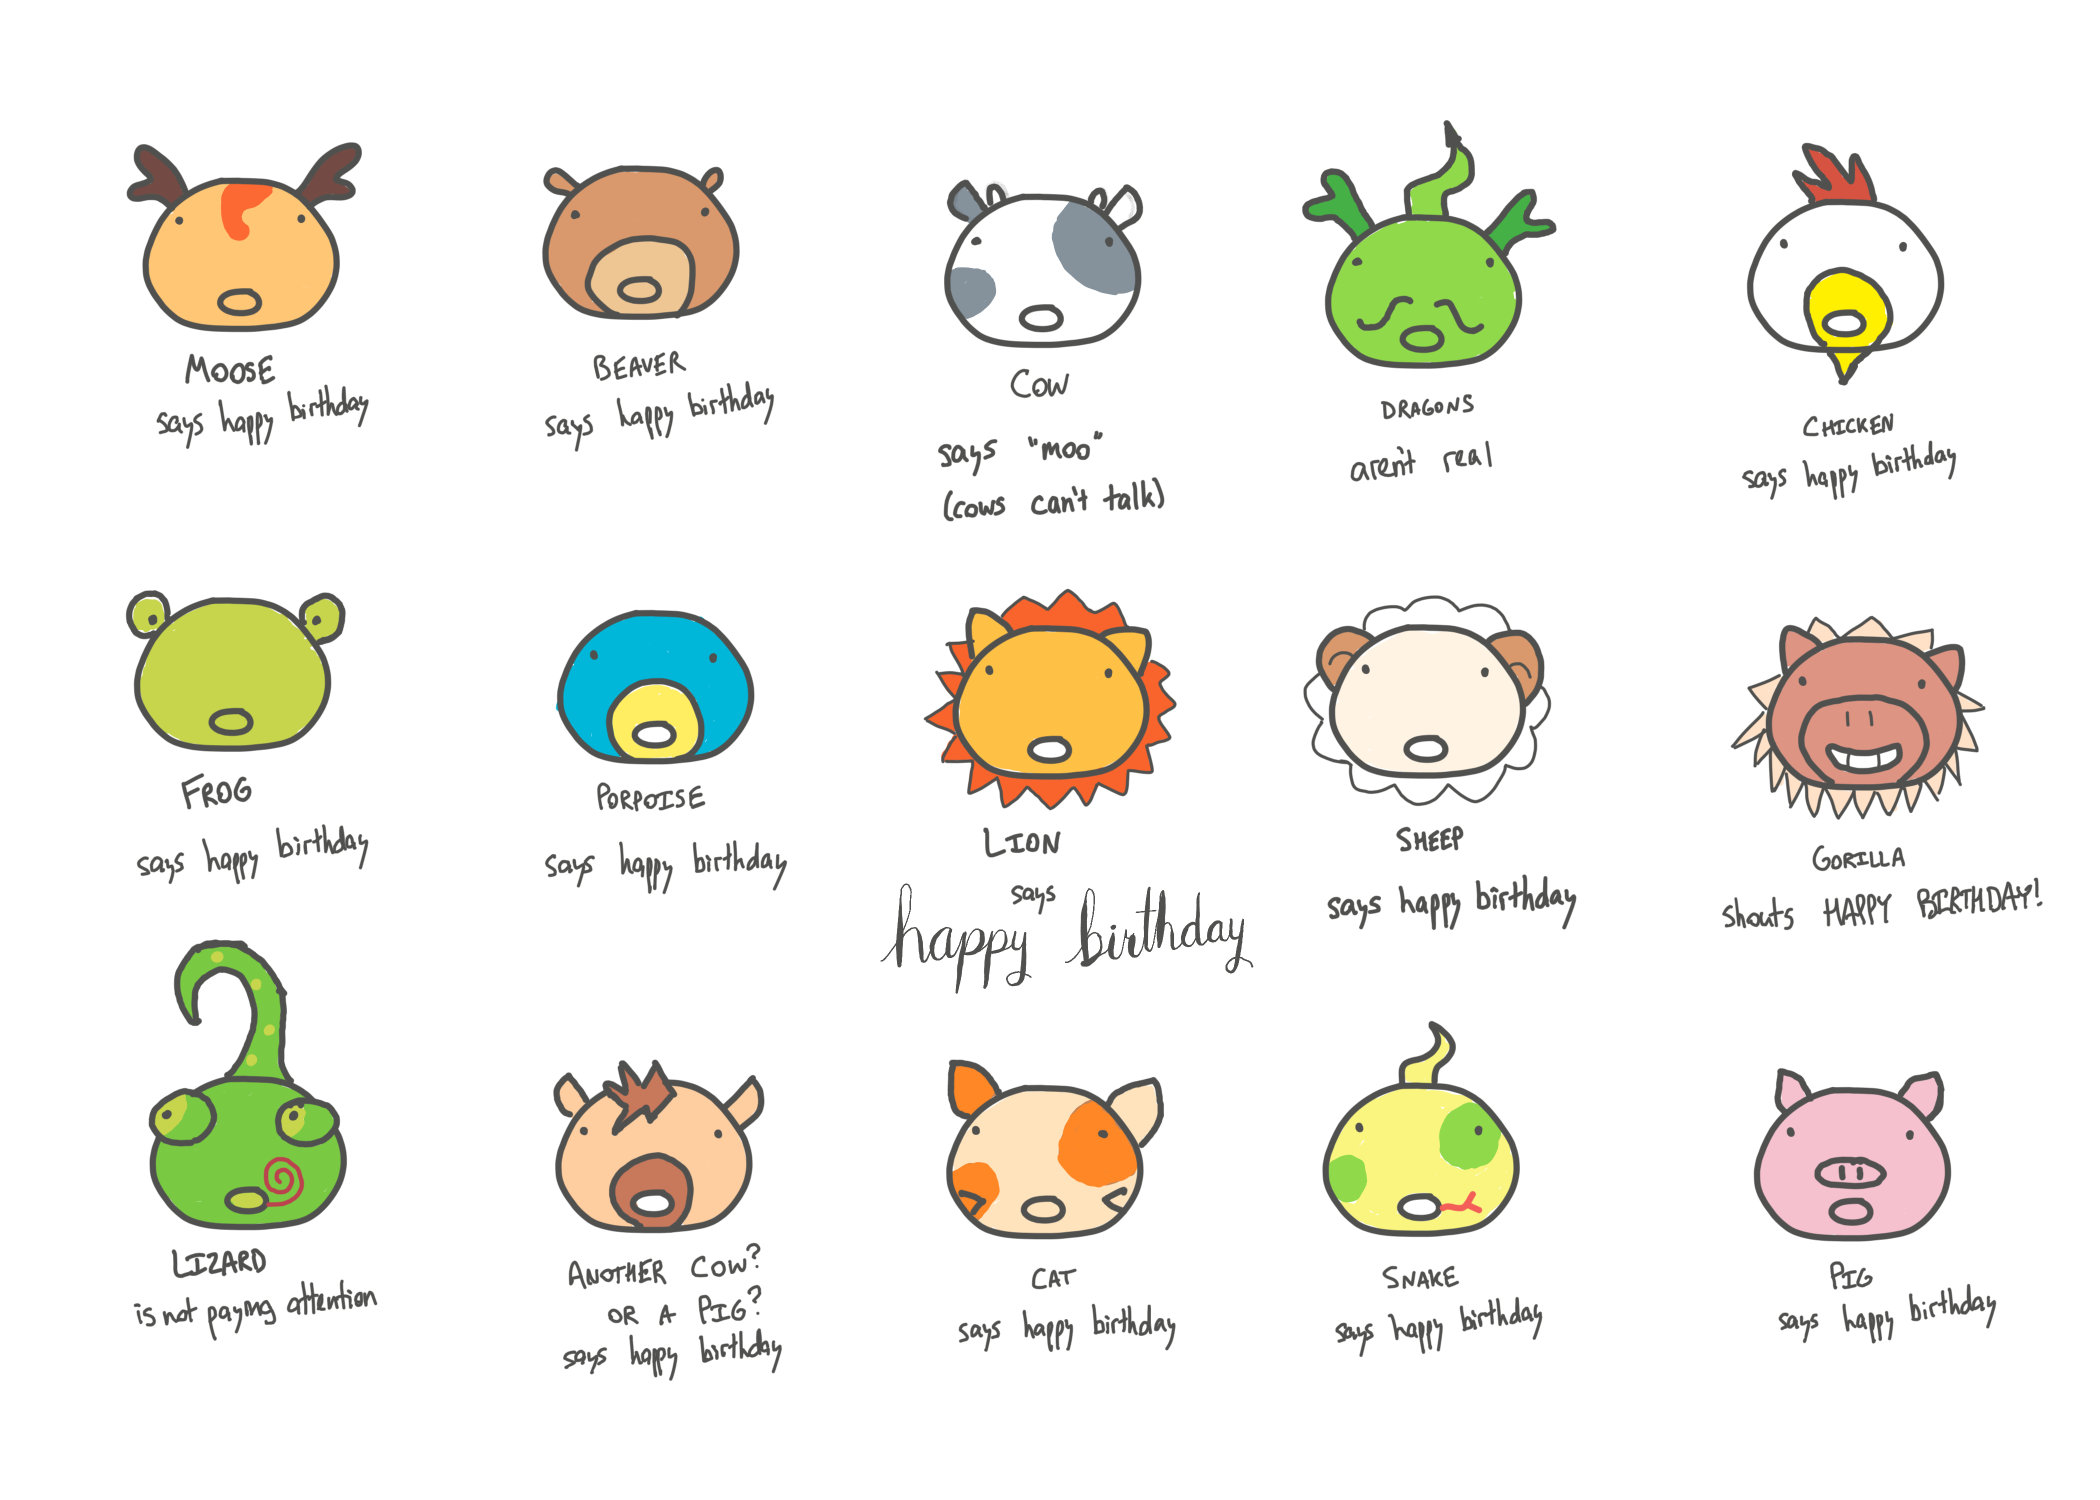 MOOSE
says happy birthday
BEAVER
says happy birthday
COW
says "moo"
(cows can't talk)
DRAGONS
aren't real
CHICKEN
says happy birthday
FROG
says happy birthday
PORPOISE
says happy birthday
LION
says
happy birthday
SHEEP
says happy birthday
GORILLA
shouts HAPPY BIRTHDAY!
LIZARD
is not paying attention
ANOTHER COW?
OR A PIG?
says happy birthday
CAT
says happy birthday
SNAKE
says happy birthday
PIG
says happy birthday